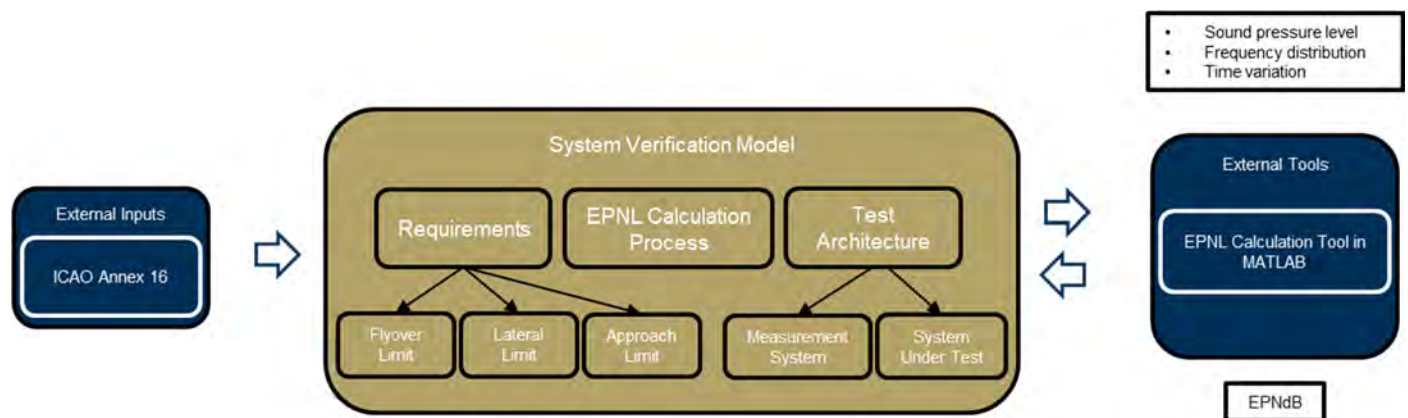 • Sound pressure level
• Frequency distribution
• Time variation
System Verification Model
External Inputs
ICAO Annex 16
Requirements
EPNL Calculation
Process
Test
Architecture
Flyover
Limit
Lateral
Limit
Approach
Limit
Measurement
System
System
Under Test
External Tools
EPNL Calculation Tool in
MATLAB
EPNdB